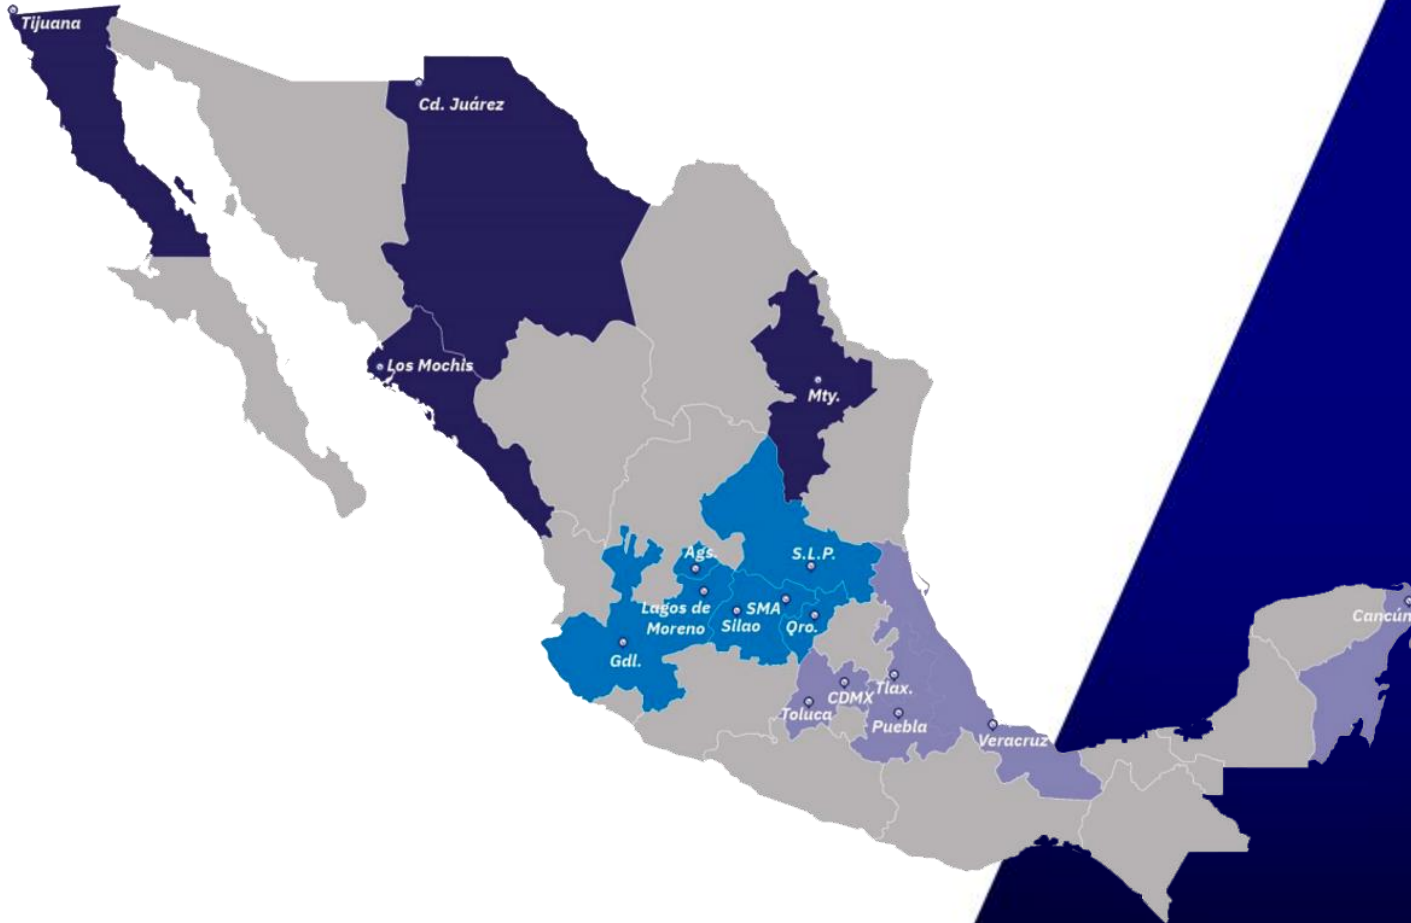 Tijuana
Cd. Juárez
Los Mochis
Mty.
Ags.
S.L.P.
Lagos de
Moreno
SMA
Silao
Qro.
Gdl.
CDMX
Tlax.
Toluca
Puebla
Veracruz
Cancún